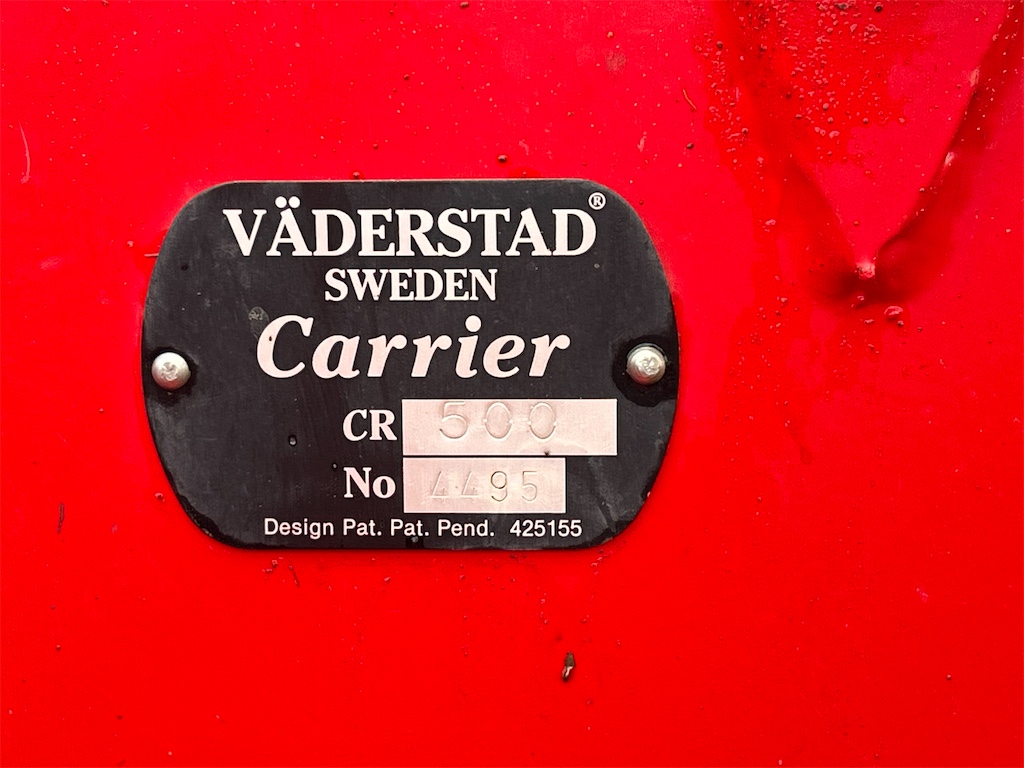 VÄDERSTAD®
SWEDEN
Carrier
CR 500
No 4495
Design Pat. Pat. Pend. 425155